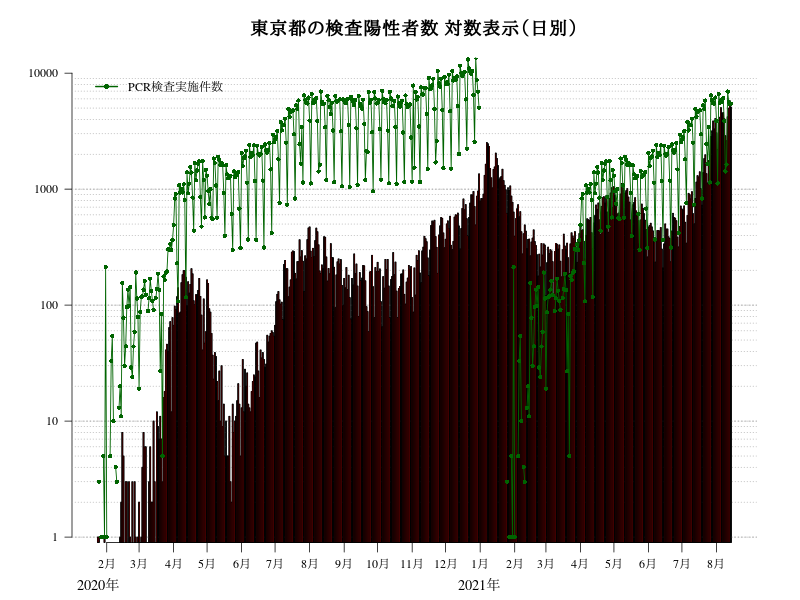 東京都の検査陽性者数 対数表示（日別）
PCR検査実施件数
10000
1000
100
10
1
2月 3月 4月 5月 6月 7月 8月 9月 10月 11月 12月 1月 2月 3月 4月 5月 6月 7月 8月
2020年 2021年